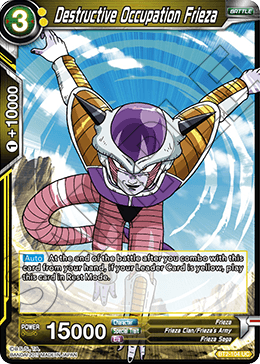 3
Destructive Occupation Frieza
BATTLE
+10000
Auto At the end of the battle after you combo with this
card from your hand, if your Leader Card is yellow, play
this card in Rest Mode.
POWER
15000
Character
Frieza
Special Trait
Frieza Clan/Frieza's Army
Era
Frieza Saga
BT2-104 UC